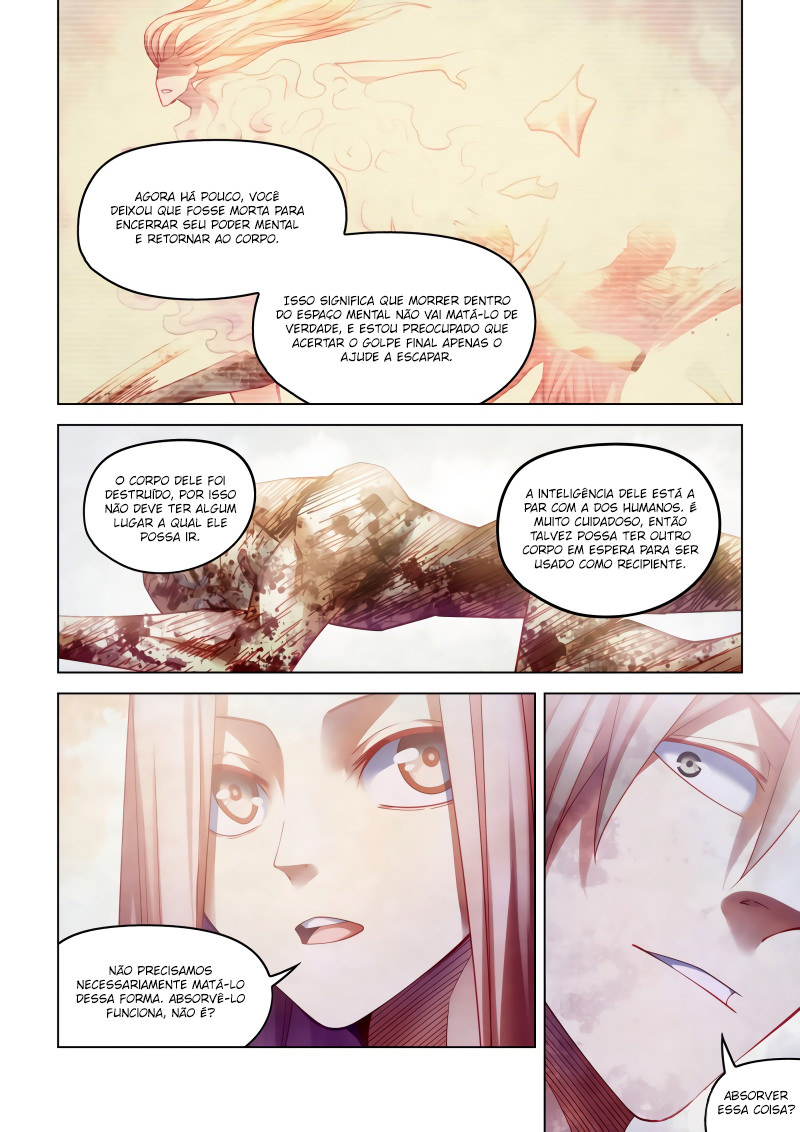 AGORA HÁ POUCO, VOCÊ
DEIXOU QUE FOSSE MORTA PARA
ENCERRAR SEU PODER MENTAL
E RETORNAR AO CORPO.
ISSO SIGNIFICA QUE MORRER DENTRO
DO ESPAÇO MENTAL NÃO VAI MATÁ-LO DE
VERDADE, E ESTOU PREOCUPADO QUE
ACERTAR O GOLPE FINAL APENAS O
AJUDE A ESCAPAR.
O CORPO DELE FOI
DESTRUÍDO, POR ISSO
NÃO DEVE TER ALGUM
LUGAR A QUAL ELE
POSSA IR.
A INTELIGÊNCIA DELE ESTÁ A
PAR COM A DOS HUMANOS. É
MUITO CUIDADOSO, ENTÃO
TALVEZ POSSA TER OUTRO
CORPO EM ESPERA PARA SER
USADO COMO RECIPIENTE.
NÃO PRECISAMOS
NECESSARIAMENTE MATÁ-LO
DESSA FORMA. ABSORVÊ-LO
FUNCIONA, NÃO É?
ABSORVER
ESSA COISA?